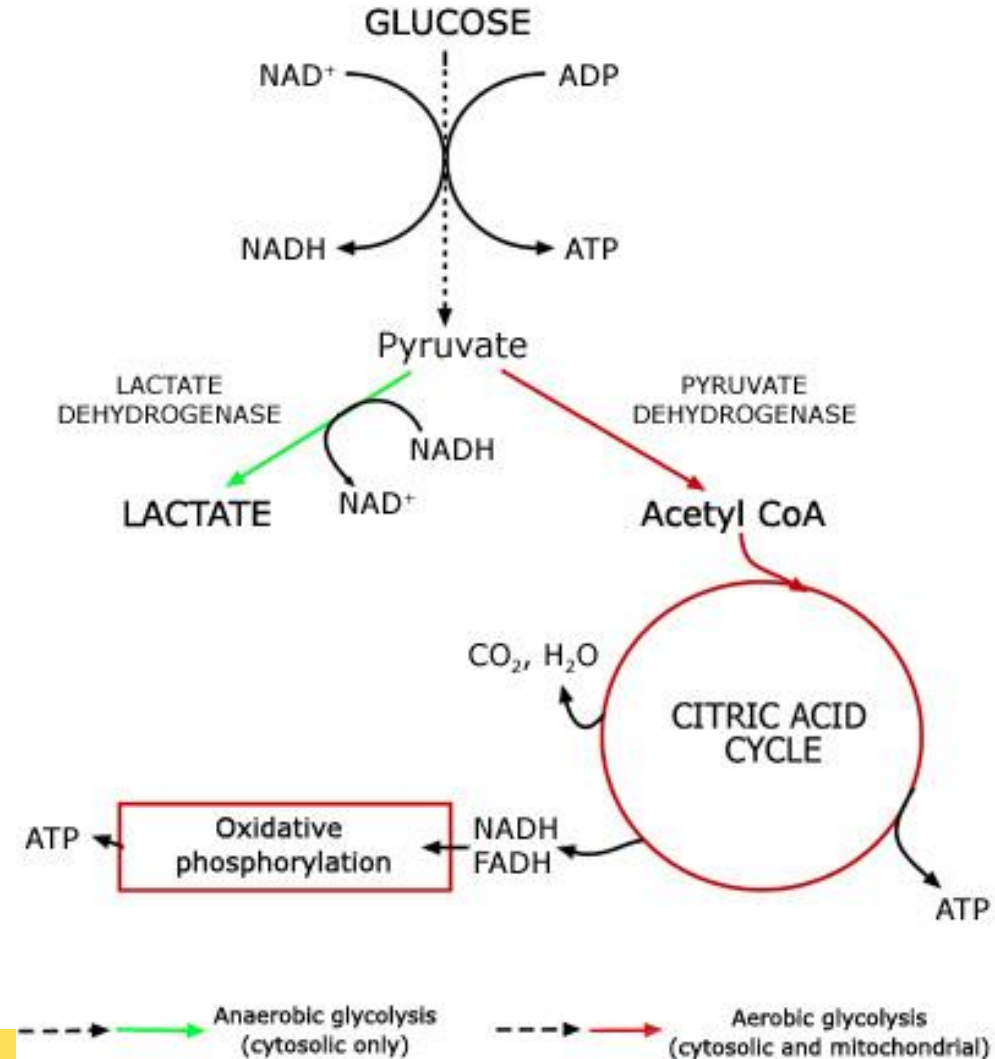 GLUCOSE
NAD⁺
ADP
NADH
ATP
Pyruvate
LACTATE
DEHYDROGENASE
PYRUVATE
DEHYDROGENASE
NADH
NAD⁺
LACTATE
Acetyl CoA
CO₂, H₂O
CITRIC ACID
CYCLE
ATP
Oxidative
phosphorylation
NADH
FADH
ATP
Anaerobic glycolysis
(cytosolic only)
Aerobic glycolysis
(cytosolic and mitochondrial)